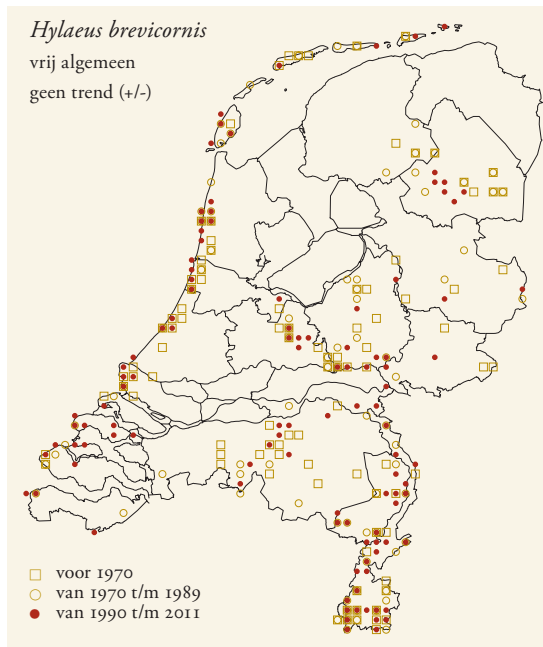 Hylaeus brevicornis
vrij algemeen
geen trend (+/-)
voor 1970
van 1970 t/m 1989
van 1990 t/m 2011